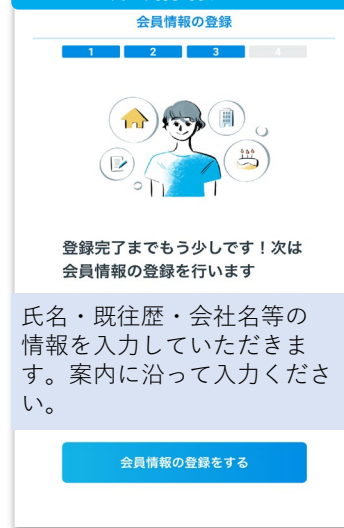 会員情報の登録
1 2 3 4
登録完了までもう少しです！次は
会員情報の登録を行います
氏名・既往歴・会社名等の
情報を入力していただきま
す。案内に沿って入力くださ
い。
会員情報の登録をする